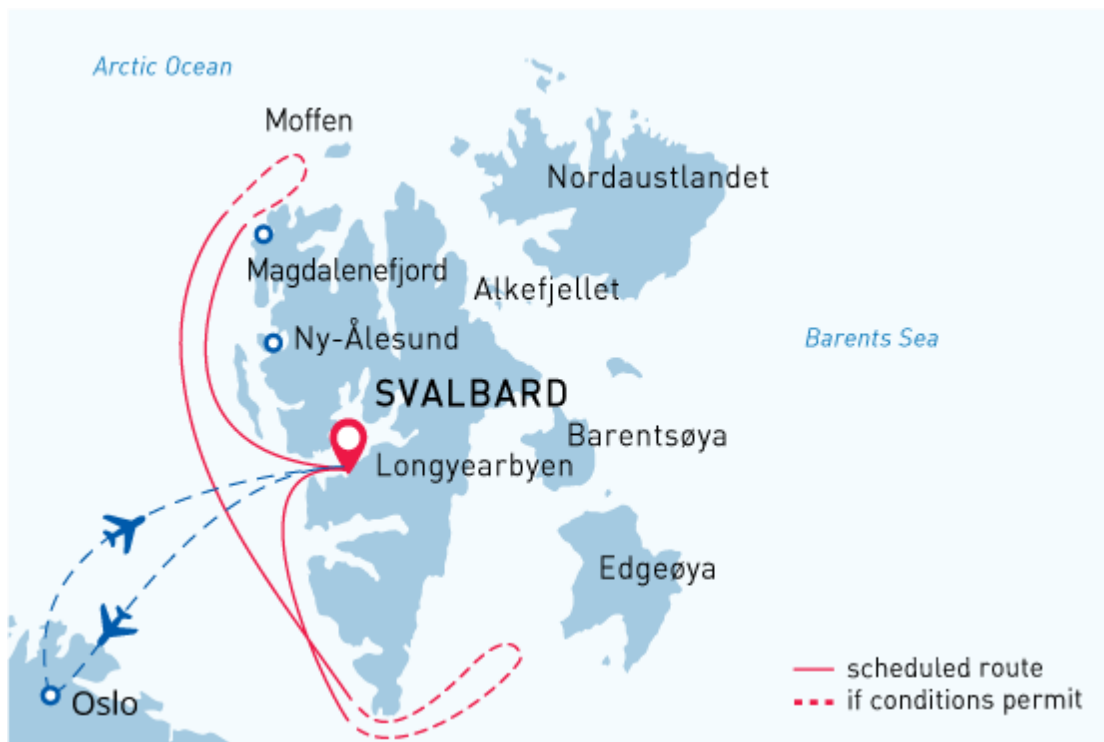 Arctic Ocean
Moffen
Nordaustlandet
Magdalenefjord
Alkefjellet
Ny-Ålesund
Barents Sea
SVALBARD
Barentsøya
Longyearbyen
Edgeøya
scheduled route
Oslo
if conditions permit